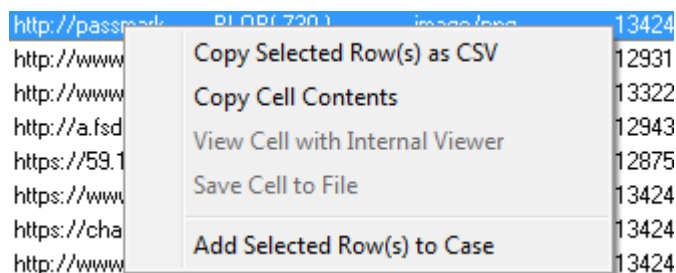 http://passmark BLOB( 730 ) image/png 13424
http://www 12931
Copy Selected Row(s) as CSV
http://www 13322
Copy Cell Contents
http://a.fsd 12943
View Cell with Internal Viewer
https://59.1 12875
Save Cell to File
https://www 13424
https://cha 13424
Add Selected Row(s) to Case
http://www 13424